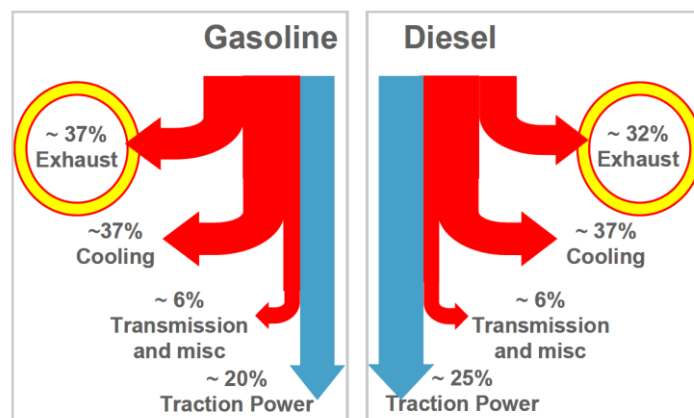 Gasoline
~ 37%
Exhaust
~37%
Cooling
~ 6%
Transmission
and misc
~ 20%
Traction Power
Diesel
~ 32%
Exhaust
~ 37%
Cooling
~ 6%
Transmission
and misc
~ 25%
Traction Power